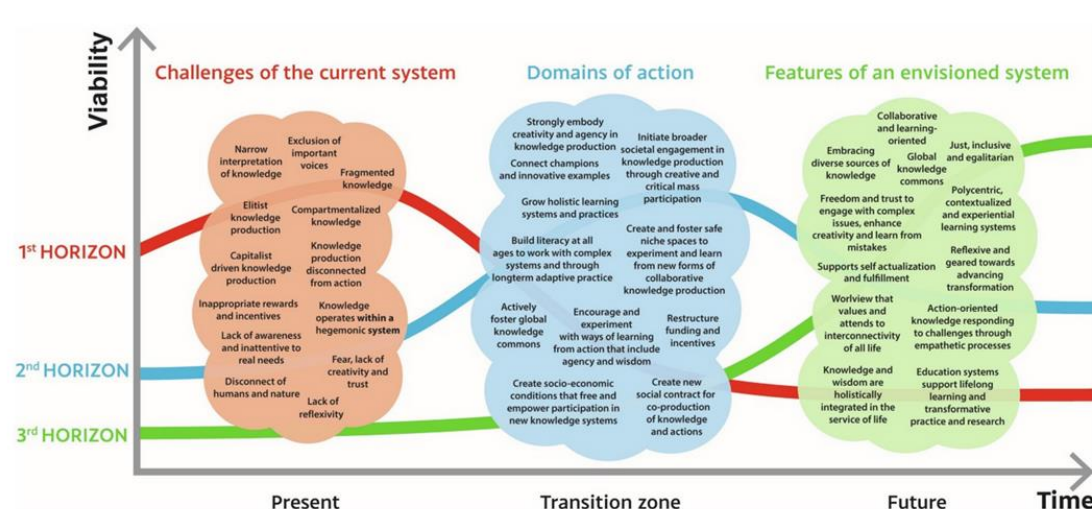 Viability
Challenges of the current system
Domains of action
Features of an envisioned system
1st HORIZON
2nd HORIZON
3rd HORIZON
Narrow
interpretation
of knowledge
Exclusion of
important
voices
Fragmented
knowledge
Elitist
knowledge
production
Compartmentalized
knowledge
Capitalist
driven knowledge
production
Knowledge
production
disconnected
from action
Inappropriate rewards
and incentives
Knowledge
operates within a
hegemonic system
Lack of awareness
and inattentive to
real needs
Fear, lack of
creativity and
trust
Disconnect of
humans and nature
Lack of
reflexivity
Strongly embody
creativity and agency in
knowledge production
Initiate broader
societal engagement in
knowledge production
through creative and
critical mass
participation
Connect champions
and innovative examples
Grow holistic learning
systems and practices
Build literacy at all
ages to work with complex
systems and through
longterm adaptive practice
Create and foster safe
niche spaces to
experiment and learn
from new forms of
collaborative
knowledge production
Actively
foster global
knowledge
commons
Encourage and
experiment
with ways of learning
from action that include
agency and wisdom
Restructure
funding and
incentives
Create socio-economic
conditions that free and
empower participation in
new knowledge systems
Create new
social contract for
co-production
of knowledge
and actions
Collaborative
and learning-
oriented
Embracing
diverse sources of
knowledge
Global
knowledge
commons
Just, inclusive
and egalitarian
Freedom and trust to
engage with complex
issues, enhance
creativity and learn from
mistakes
Polycentric,
contextualized
and experiential
learning systems
Supports self actualization
and fulfillment
Reflexive and
geared towards
advancing
transformation
Worlview that
values and
attends to
interconnectivity
of all life
Action-oriented
knowledge responding
to challenges through
empathetic processes
Knowledge and
wisdom are
holistically
integrated in the
service of life
Education systems
support lifelong
learning and
transformative
practice and research
Present
Transition zone
Future
Time